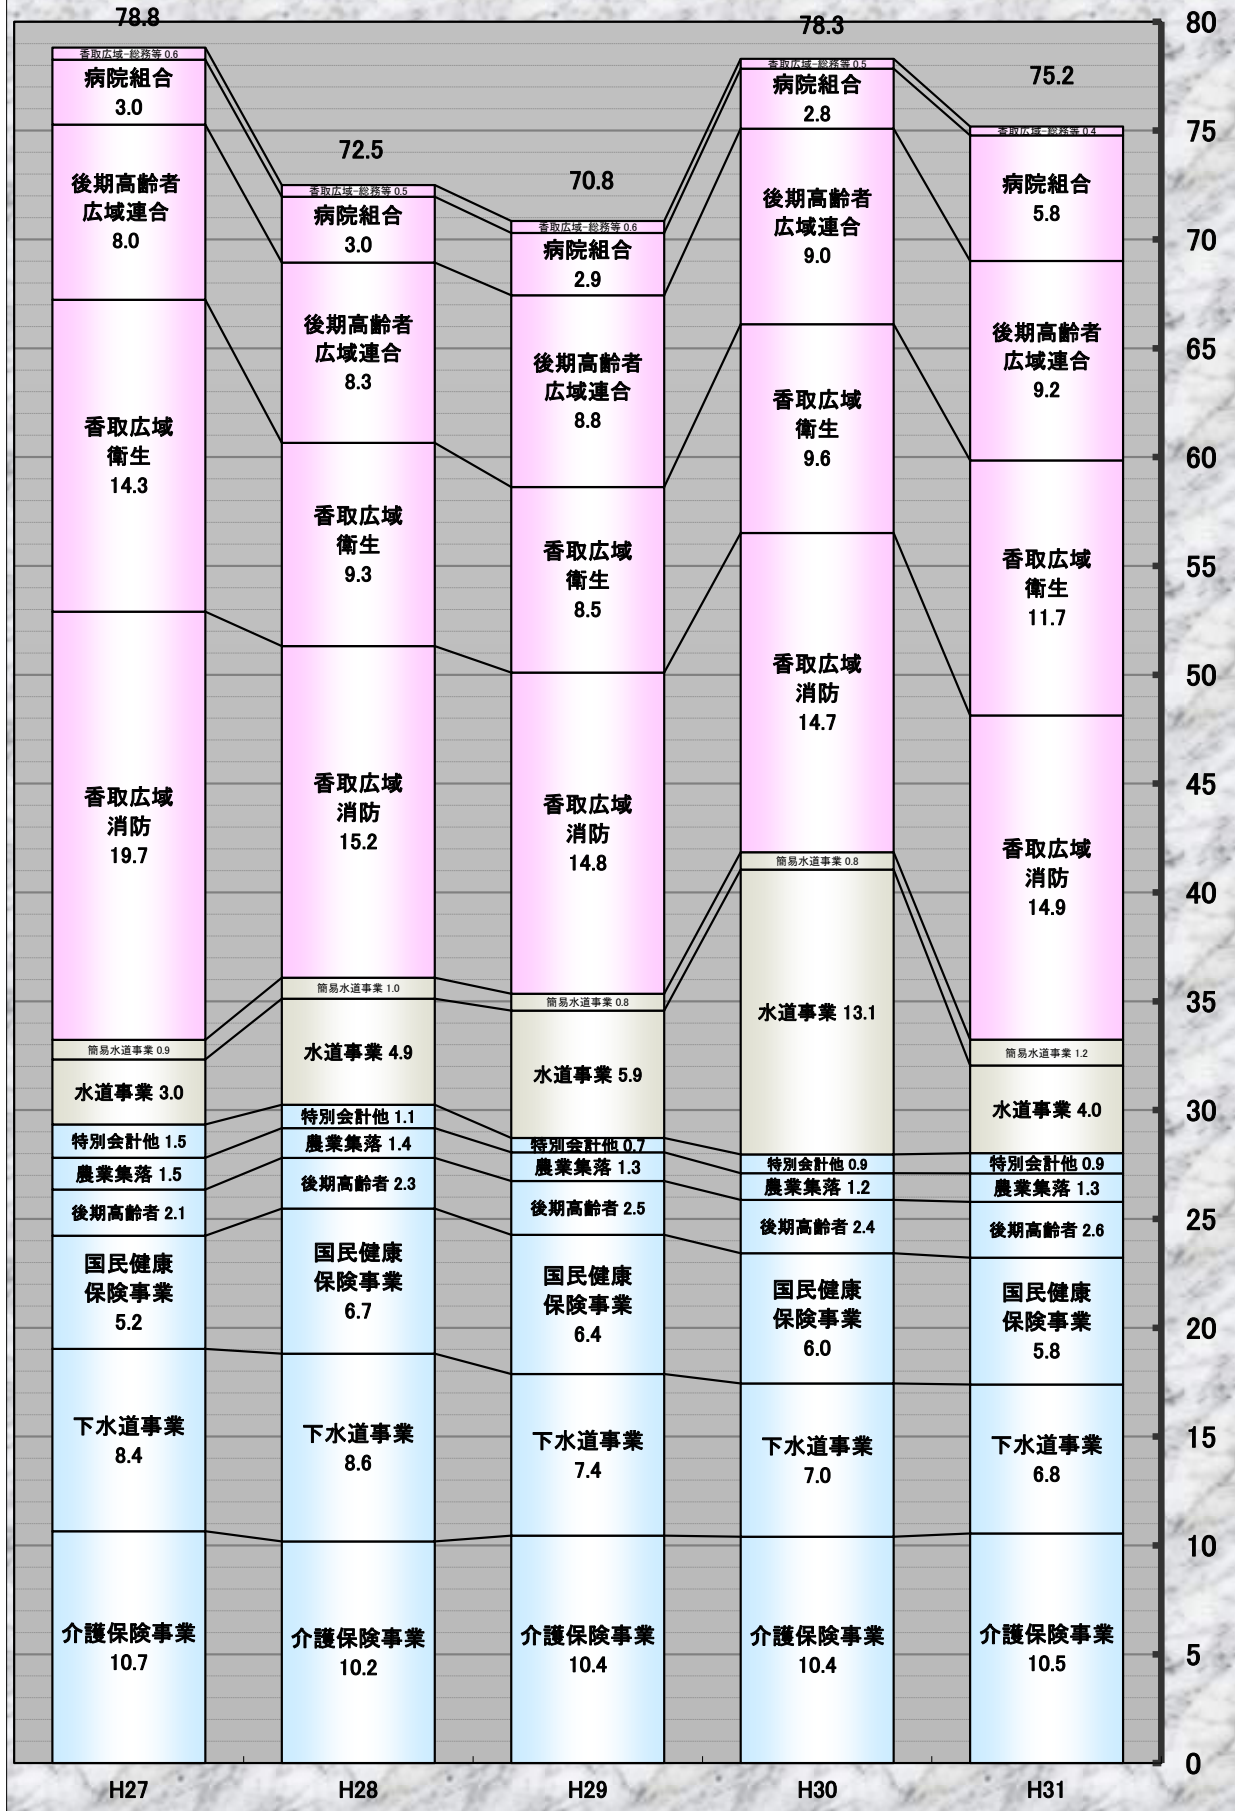 78.8
香取広域-総務等 0.6
病院組合
3.0
後期高齢者
広域連合
8.0
香取広域
衛生
14.3
香取広域
消防
19.7
簡易水道事業 0.9
水道事業 3.0
特別会計他 1.5
農業集落 1.5
後期高齢者 2.1
国民健康
保険事業
5.2
下水道事業
8.4
介護保険事業
10.7
H27
72.5
香取広域-総務等 0.5
病院組合
3.0
後期高齢者
広域連合
8.3
香取広域
衛生
9.3
香取広域
消防
15.2
簡易水道事業 1.0
水道事業 4.9
特別会計他 1.1
農業集落 1.4
後期高齢者 2.3
国民健康
保険事業
6.7
下水道事業
8.6
介護保険事業
10.2
H28
70.8
香取広域-総務等 0.6
病院組合
2.9
後期高齢者
広域連合
8.8
香取広域
衛生
8.5
香取広域
消防
14.8
簡易水道事業 0.8
水道事業 5.9
特別会計他 0.7
農業集落 1.3
後期高齢者 2.5
国民健康
保険事業
6.4
下水道事業
7.4
介護保険事業
10.4
H29
78.3
香取広域-総務等 0.5
病院組合
2.8
後期高齢者
広域連合
9.0
香取広域
衛生
9.6
香取広域
消防
14.7
簡易水道事業 0.8
水道事業 13.1
特別会計他 0.9
農業集落 1.2
後期高齢者 2.4
国民健康
保険事業
6.0
下水道事業
7.0
介護保険事業
10.4
H30
75.2
香取広域-総務等 0.4
病院組合
5.8
後期高齢者
広域連合
9.2
香取広域
衛生
11.7
香取広域
消防
14.9
簡易水道事業 1.2
水道事業 4.0
特別会計他 0.9
農業集落 1.3
後期高齢者 2.6
国民健康
保険事業
5.8
下水道事業
6.8
介護保険事業
10.5
H31
80
75
70
65
60
55
50
45
40
35
30
25
20
15
10
5
0